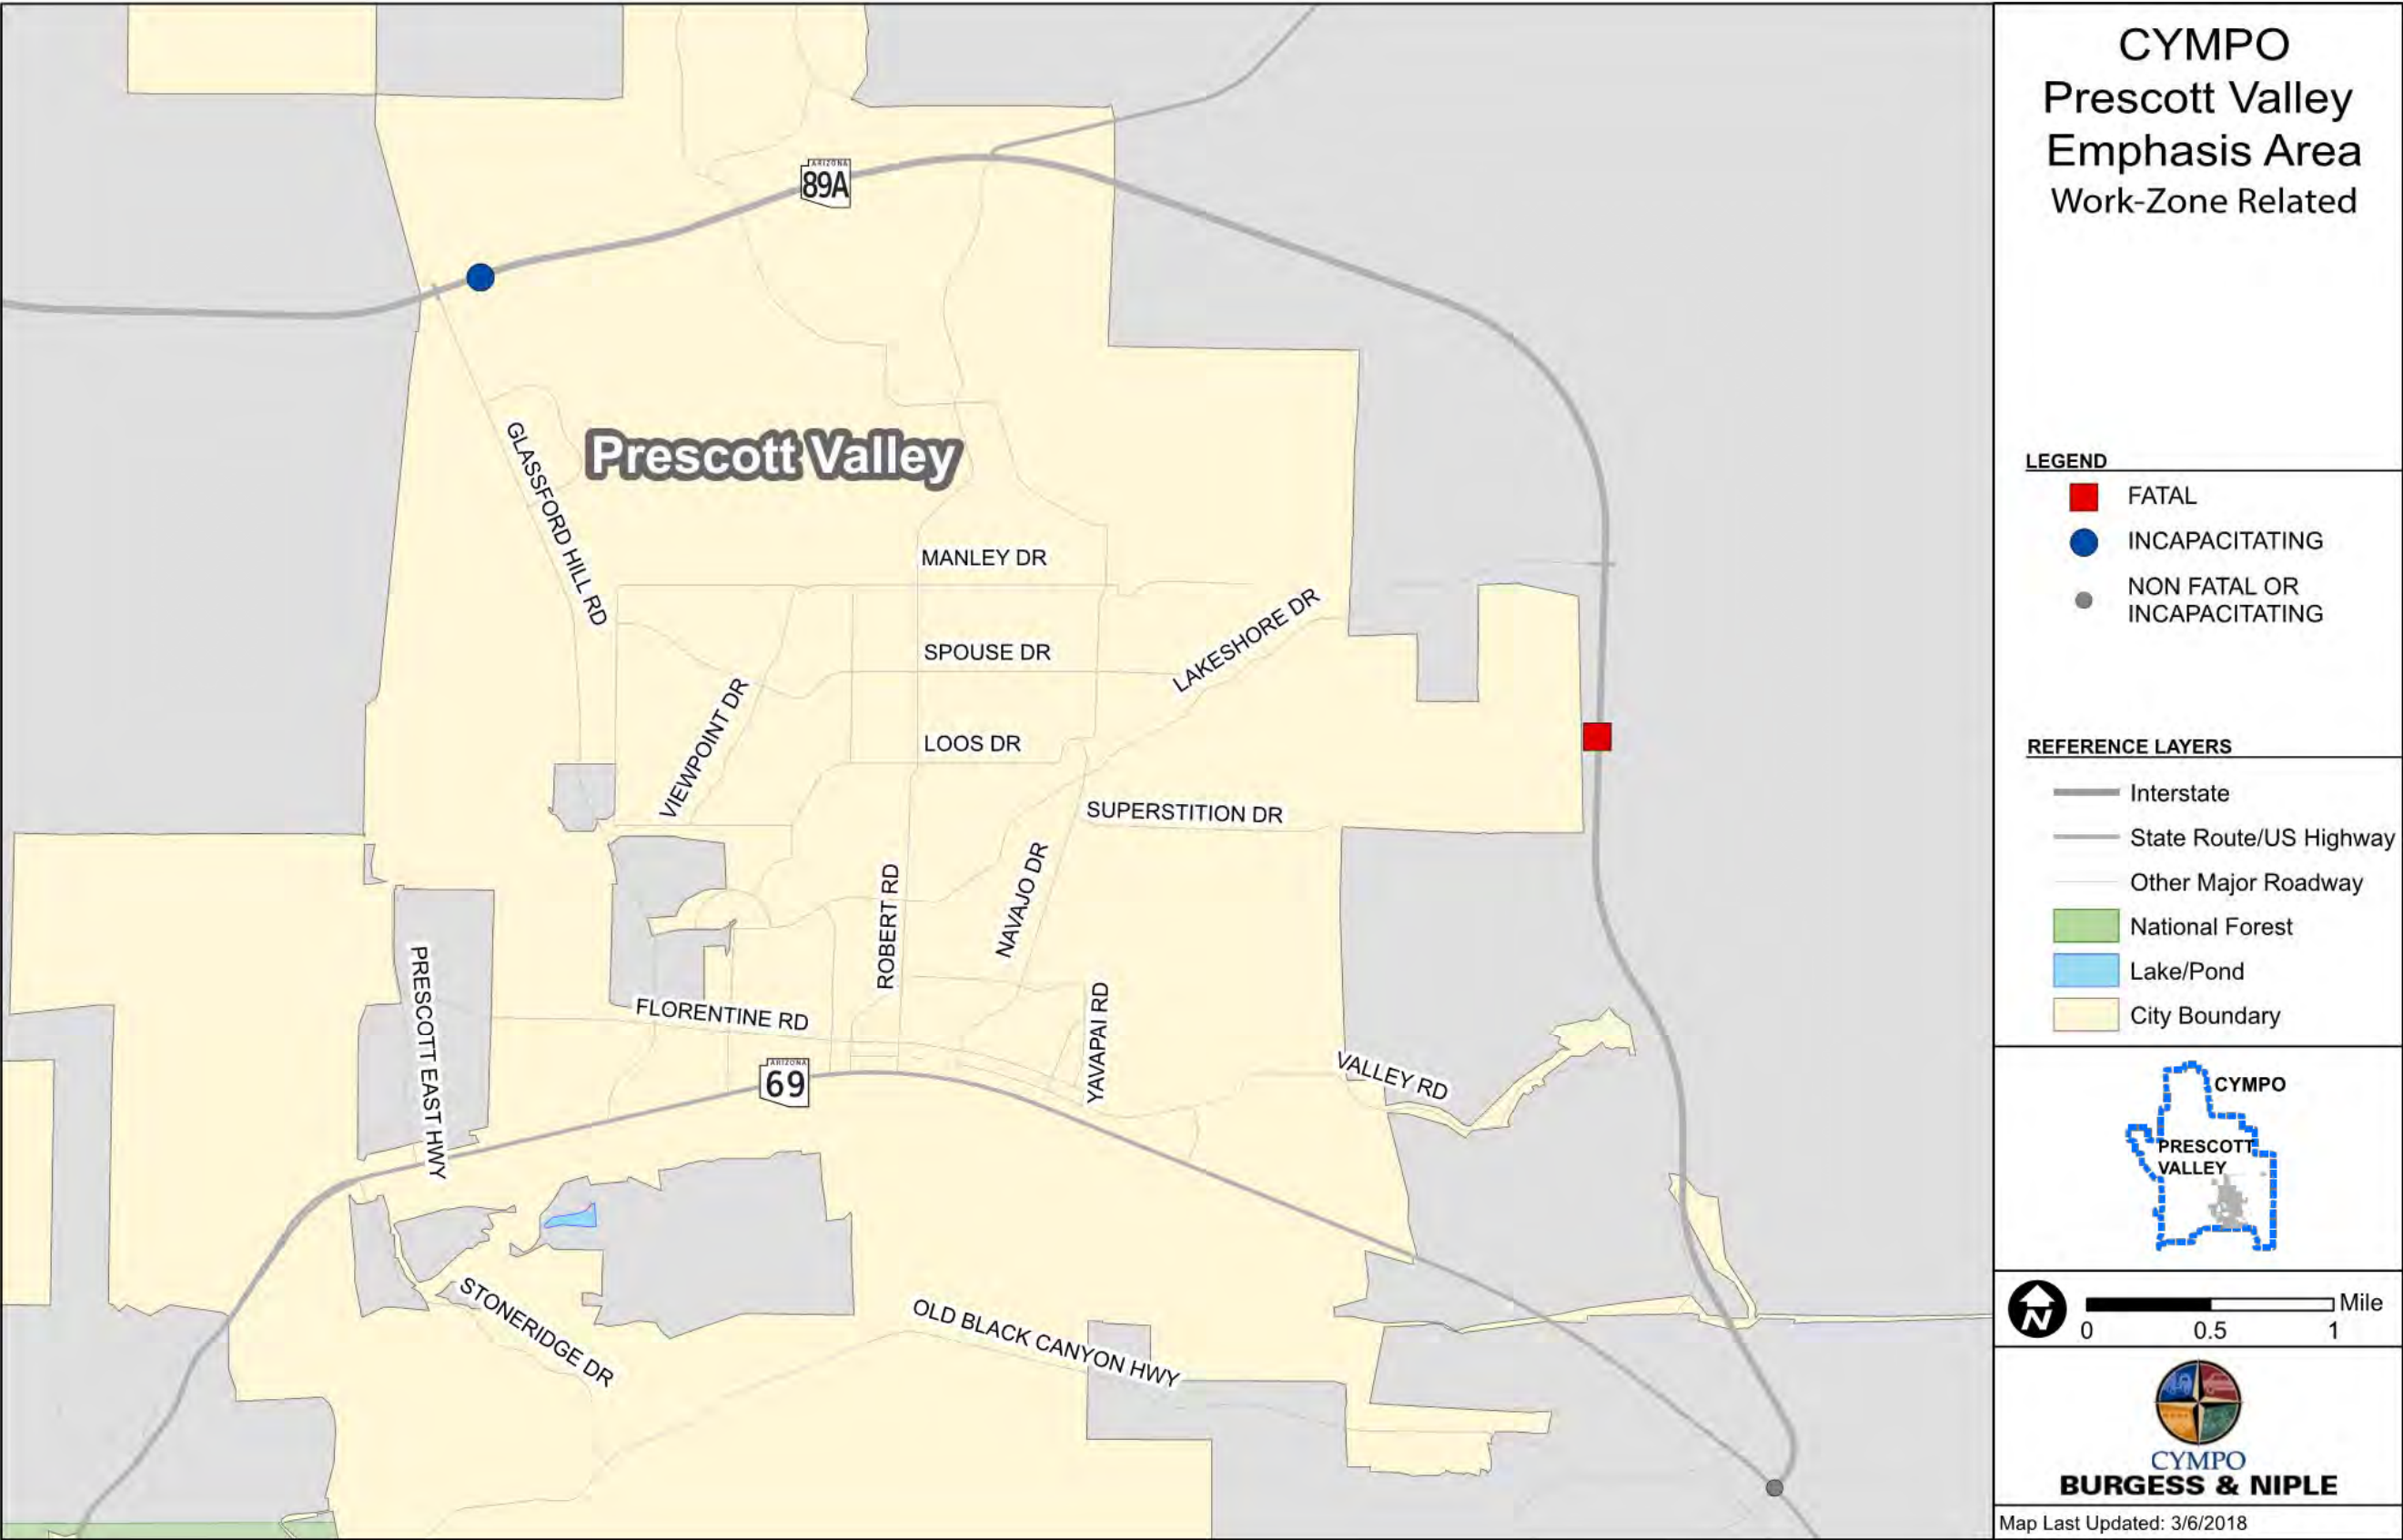 CYMPO
Prescott Valley
Emphasis Area
Work-Zone Related
LEGEND
FATAL
INCAPACITATING
NON FATAL OR
INCAPACITATING
REFERENCE LAYERS
Interstate
State Route/US Highway
Other Major Roadway
National Forest
Lake/Pond
City Boundary
CYMPO
PRESCOTT
VALLEY
N
Mile
0 0.5 1
CYMPO
BURGESS & NIPLE
Map Last Updated: 3/6/2018
ARIZONA
89A
Prescott Valley
GLASSFORD HILL RD
MANLEY DR
SPOUSE DR
LAKESHORE DR
VIEWPOINT DR
LOOS DR
SUPERSTITION DR
ROBERT RD
NAVAJO DR
PRESCOTT EAST HWY
FLORENTINE RD
YAVAPAI RD
VALLEY RD
ARIZONA
69
STONERIDGE DR
OLD BLACK CANYON HWY